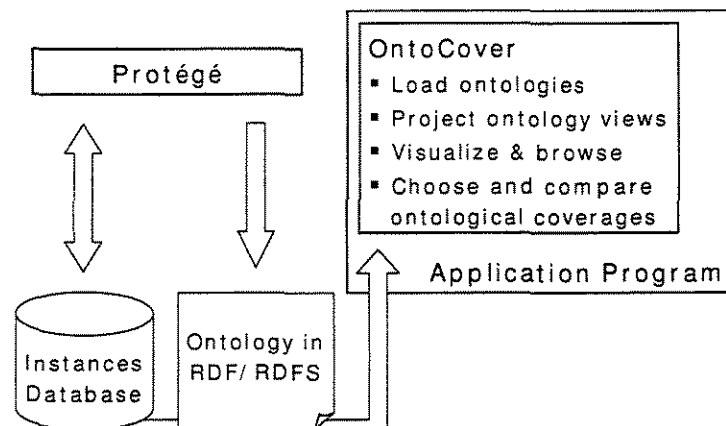 Protégé
OntoCover
▪ Load ontologies
▪ Project ontology views
▪ Visualize & browse
▪ Choose and compare
ontological coverages
Application Program
Instances
Database
Ontology in
RDF/ RDFS